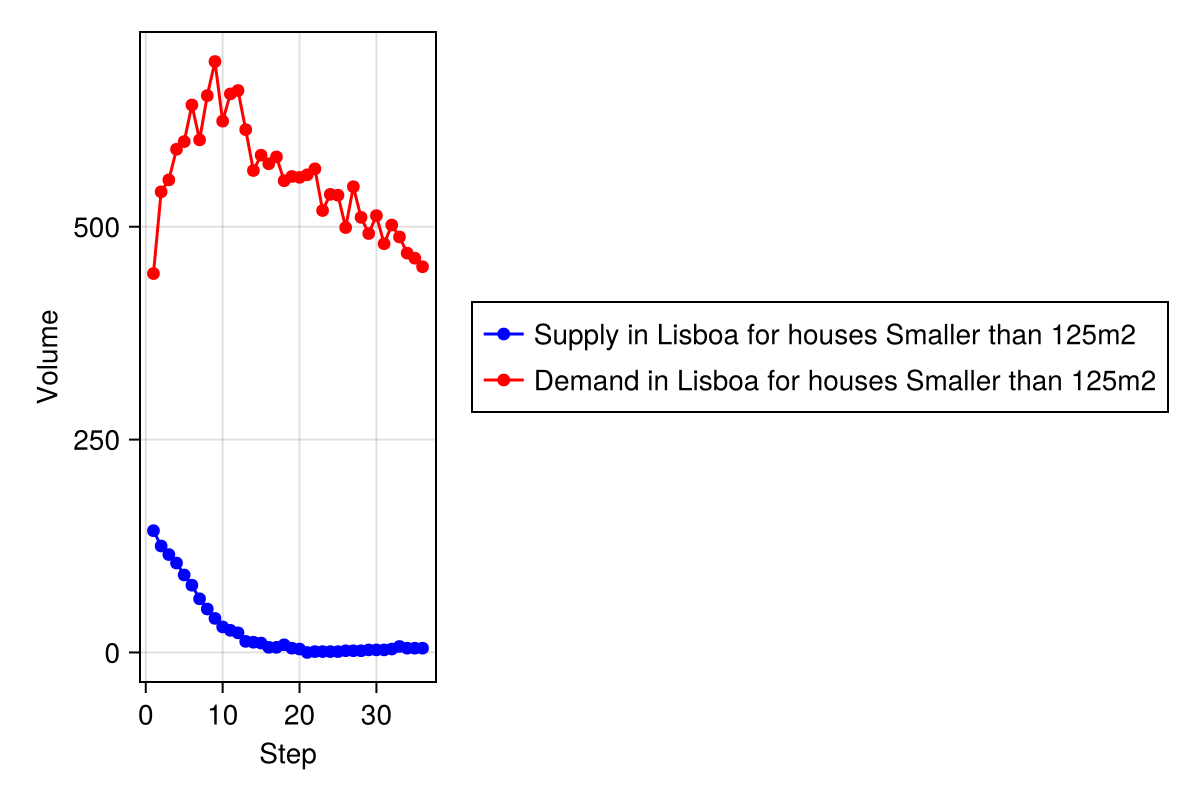 500
250
0
Volume
0 10 20 30
Step
Supply in Lisboa for houses Smaller than 125m2
Demand in Lisboa for houses Smaller than 125m2